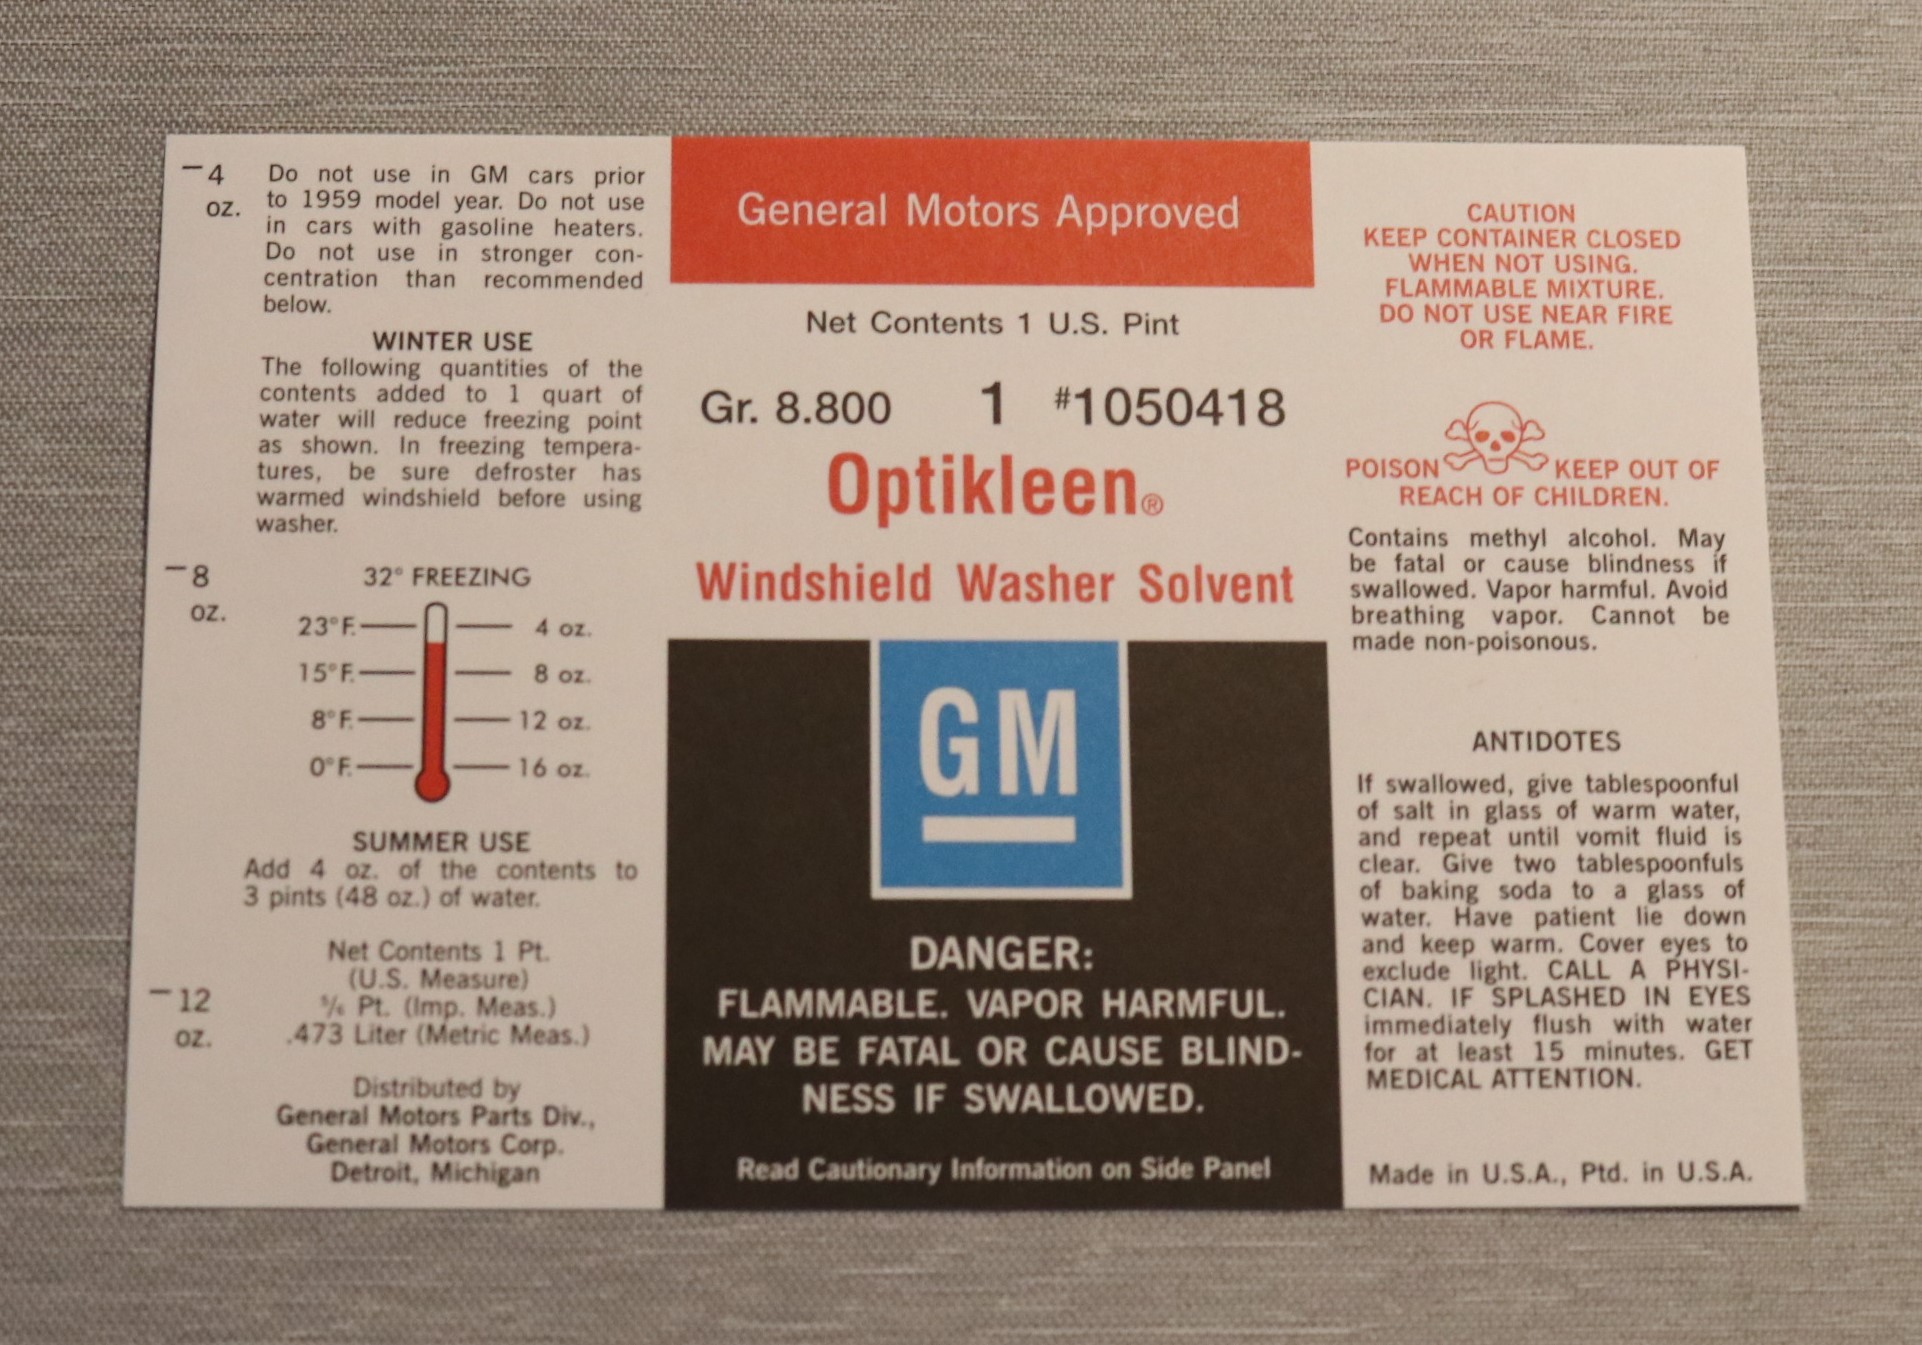 4
oz.
Do not use in GM cars prior
to 1959 model year. Do not use
in cars with gasoline heaters.
Do not use in stronger con-
centration than recommended
below.
WINTER USE
The following quantities of the
contents added to 1 quart of
water will reduce freezing point
as shown. In freezing tempera-
tures, be sure defroster has
warmed windshield before using
washer.
8
oz.
32° FREEZING
23°F. 4 oz.
15°F. 8 oz.
8°F. 12 oz.
0°F. 16 oz.
SUMMER USE
Add 4 oz. of the contents to
3 pints (48 oz.) of water.
12
oz.
Net Contents 1 Pt.
(U.S. Measure)
5/6 Pt. (Imp. Meas.)
.473 Liter (Metric Meas.)
Distributed by
General Motors Parts Div.,
General Motors Corp.
Detroit, Michigan
General Motors Approved
Net Contents 1 U.S. Pint
Gr. 8.800 1 #1050418
Optikleen®
Windshield Washer Solvent
GM
DANGER:
FLAMMABLE. VAPOR HARMFUL.
MAY BE FATAL OR CAUSE BLIND-
NESS IF SWALLOWED.
Read Cautionary Information on Side Panel
CAUTION
KEEP CONTAINER CLOSED
WHEN NOT USING.
FLAMMABLE MIXTURE.
DO NOT USE NEAR FIRE
OR FLAME.
POISON KEEP OUT OF
REACH OF CHILDREN.
Contains methyl alcohol. May
be fatal or cause blindness if
swallowed. Vapor harmful. Avoid
breathing vapor. Cannot be
made non-poisonous.
ANTIDOTES
If swallowed, give tablespoonful
of salt in glass of warm water,
and repeat until vomit fluid is
clear. Give two tablespoonfuls
of baking soda to a glass of
water. Have patient lie down
and keep warm. Cover eyes to
exclude light. CALL A PHYSI-
CIAN. IF SPLASHED IN EYES
immediately flush with water
for at least 15 minutes. GET
MEDICAL ATTENTION.
Made in U.S.A., Ptd. in U.S.A.